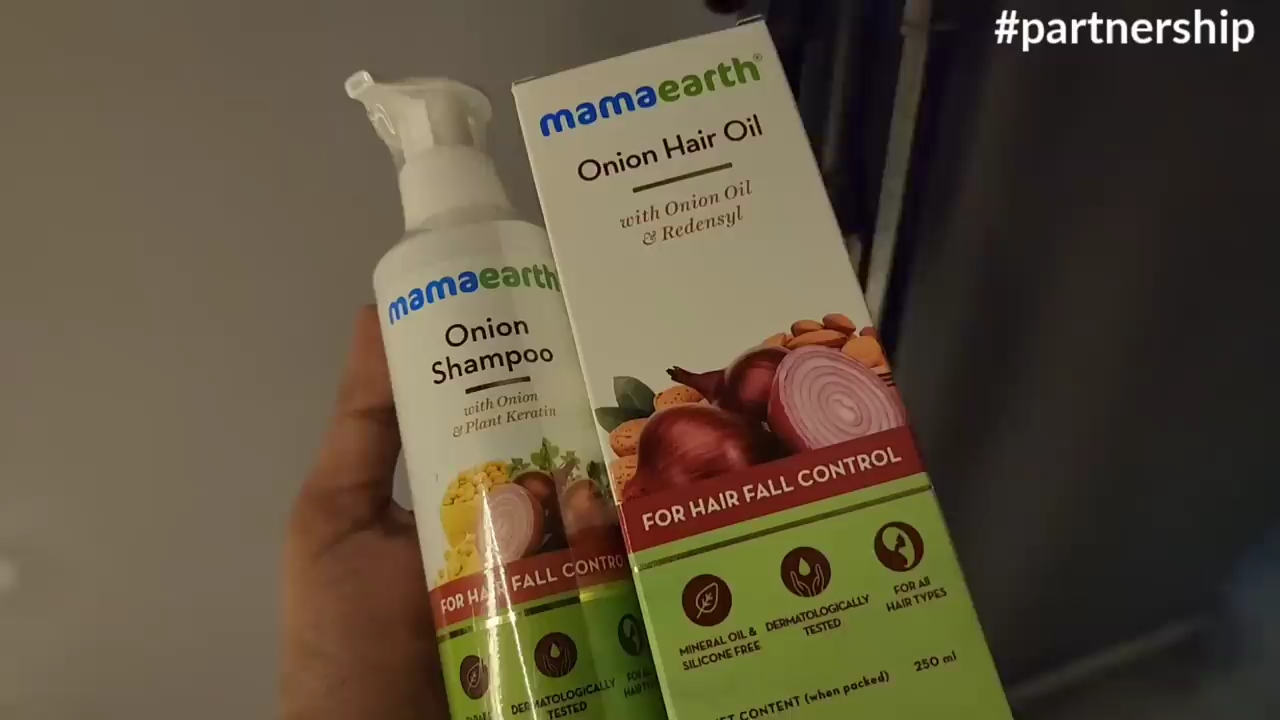 #partnership
mamaearth®
Onion Hair Oil
with Onion Oil
& Redensyl
FOR HAIR FALL CONTROL
MINERAL OIL &
SILICONE FREE
DERMATOLOGICALLY
TESTED
FOR All
HAIR TYPES
CONTENT (when packed)
250 ml
mamaearth
Onion
Shampoo
with Onion
& Plant Keratin
FOR HAIR FALL CONTRO
DERMATOLOGICALLY
TESTED